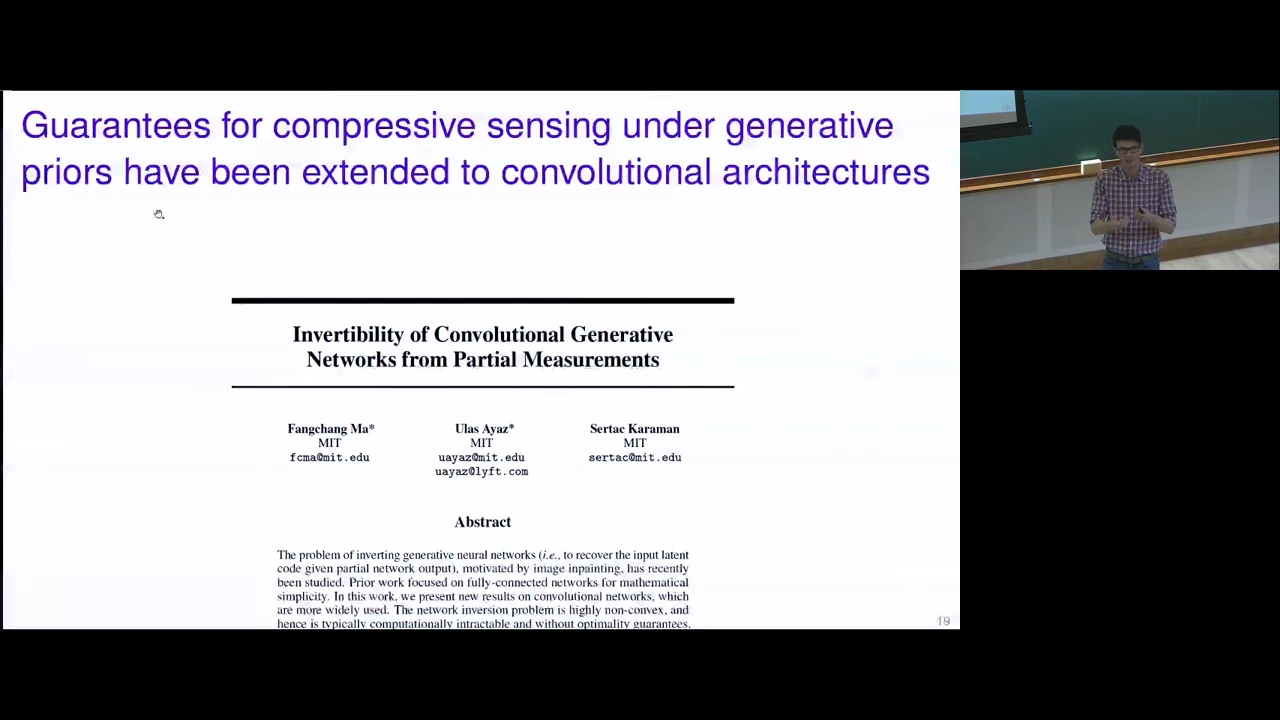 Guarantees for compressive sensing under generative
priors have been extended to convolutional architectures
Invertibility of Convolutional Generative
Networks from Partial Measurements
Fangchang Ma*
MIT
fcma@mit.edu
Ulas Ayaz*
MIT
uayaz@mit.edu
uayaz@lyft.com
Sertac Karaman
MIT
sertac@mit.edu
Abstract
The problem of inverting generative neural networks (i.e., to recover the input latent
code given partial network output), motivated by image inpainting, has recently
been studied. Prior work focused on fully-connected networks for mathematical
simplicity. In this work, we present new results on convolutional networks, which
are more widely used. The network inversion problem is highly non-convex, and
hence is typically computationally intractable and without optimality guarantees.
19